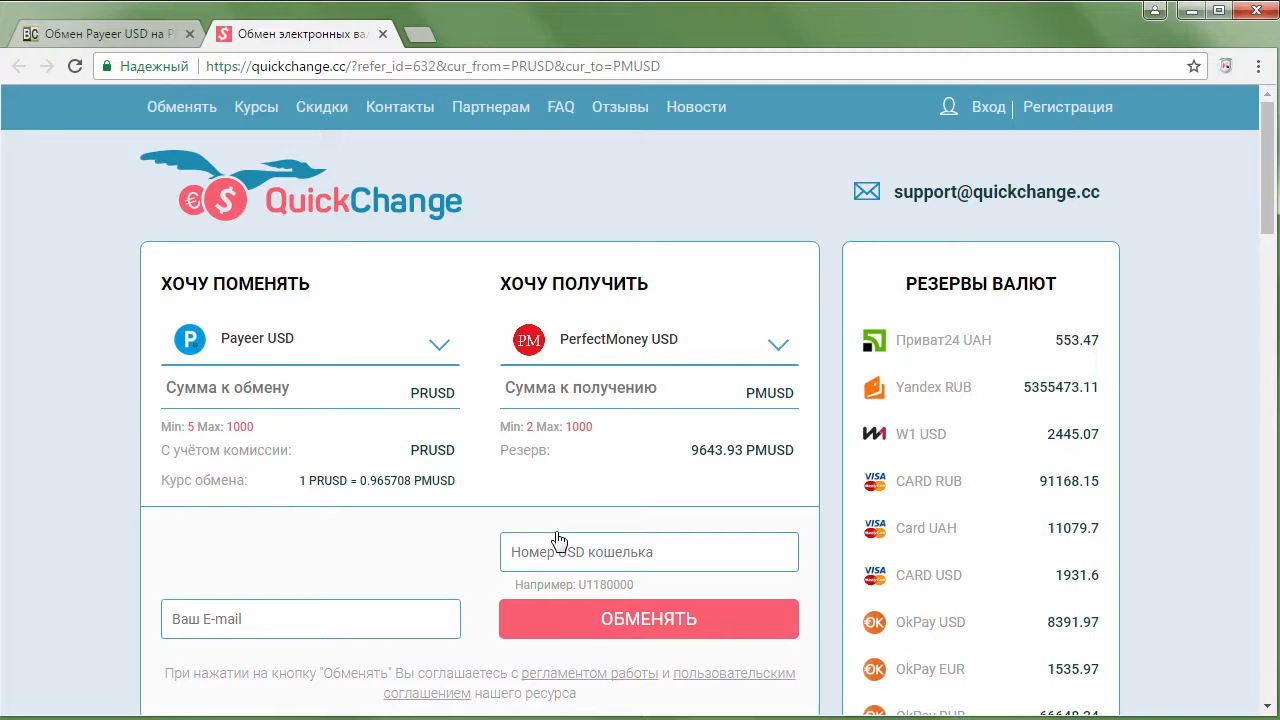 Обмен Payeer USD на P
Обмен электронных вал
Надежный
https://quickchange.cc/?refer_id=632&cur_from=PRUSD&cur_to=PMUSD
Обменять Курсы Скидки Контакты Партнерам FAQ Отзывы Новости Вход | Регистрация
QuickChange
support@quickchange.cc
ХОЧУ ПОМЕНЯТЬ
Payeer USD
Сумма к обмену PRUSD
Min: 5 Max: 1000
С учётом комиссии: PRUSD
Курс обмена: 1 PRUSD = 0.965708 PMUSD
ХОЧУ ПОЛУЧИТЬ
PM PerfectMoney USD
Сумма к получению PMUSD
Min: 2 Max: 1000
Резерв: 9643.93 PMUSD
Номер USD кошелька
Например: U1180000
Ваш E-mail
ОБМЕНЯТЬ
При нажатии на кнопку "Обменять" Вы соглашаетесь с регламентом работы и пользовательским
соглашением нашего ресурса
РЕЗЕРВЫ ВАЛЮТ
Приват24 UAH 553.47
Yandex RUB 5355473.11
W1 USD 2445.07
CARD RUB 91168.15
Card UAH 11079.7
CARD USD 1931.6
OkPay USD 8391.97
OkPay EUR 1535.97